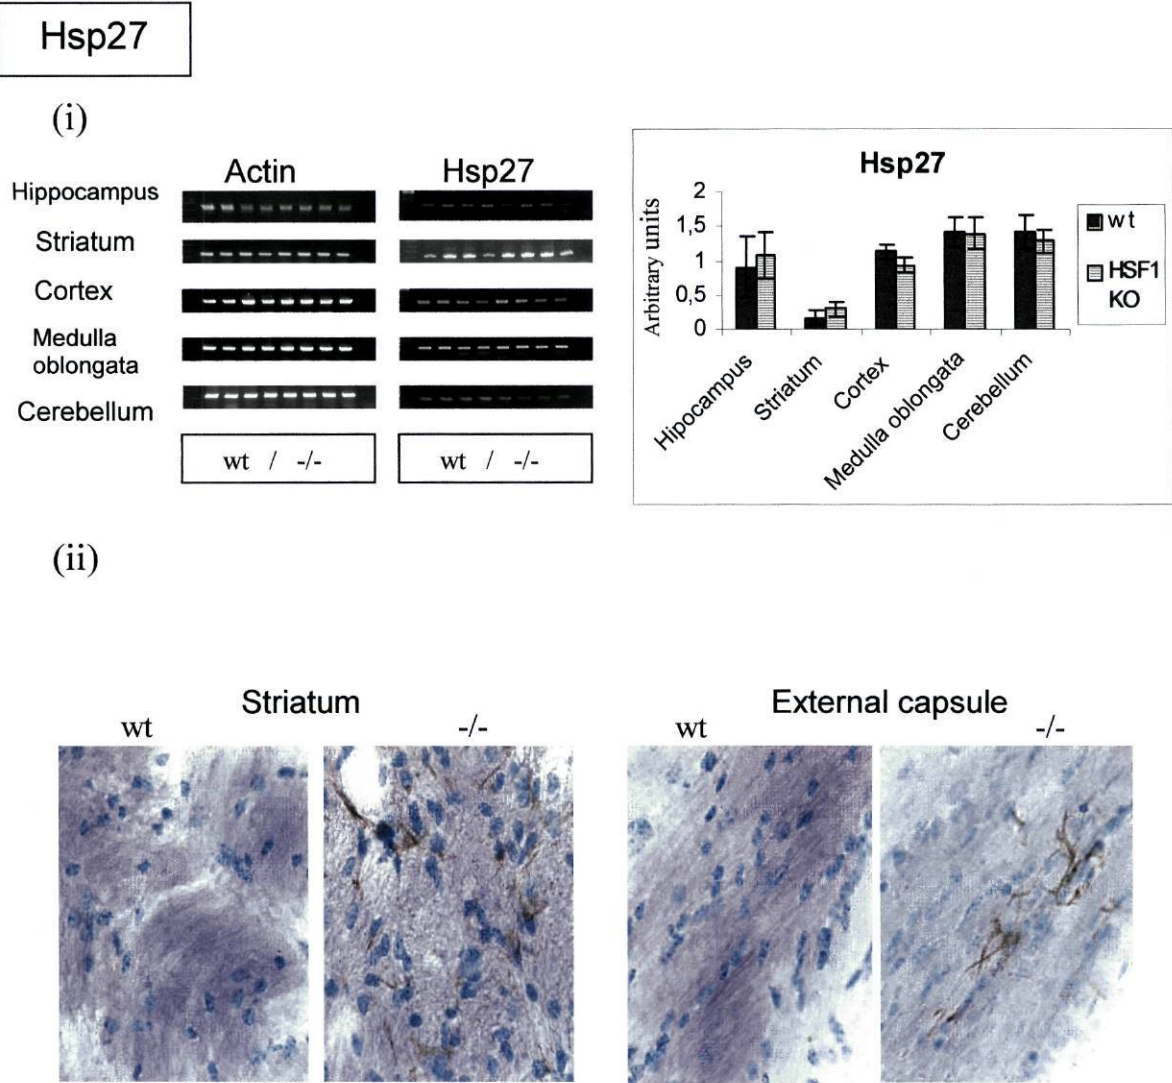 Hsp27
(i)
Actin
Hsp27
Hippocampus
Striatum
Cortex
Medulla
oblongata
Cerebellum
wt / -/-
wt / -/-
Hsp27
Arbitrary units
2
1,5
1
0,5
0
Hipocampus
Striatum
Cortex
Medulla oblongata
Cerebellum
wt
HSF1
KO
(ii)
Striatum
wt
-/-
External capsule
wt
-/-